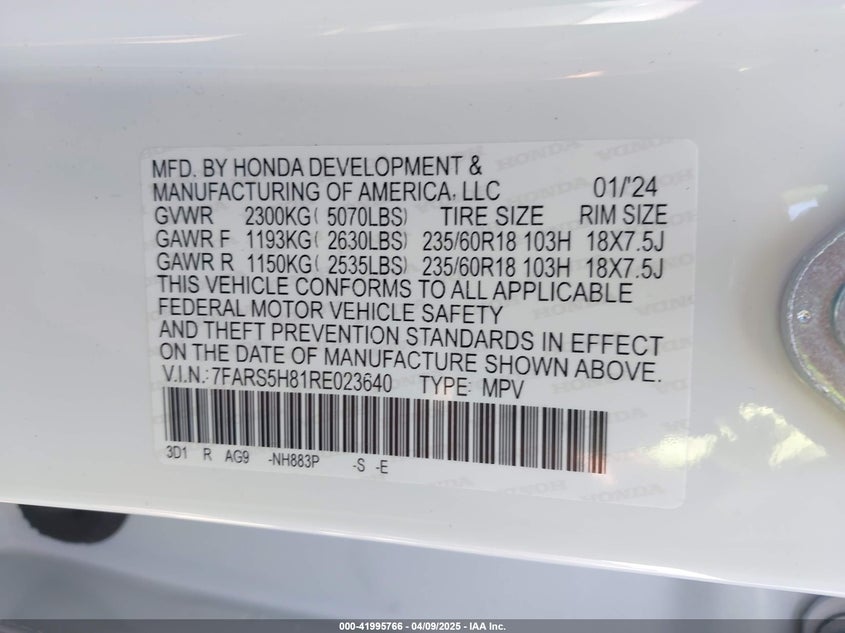 MFD. BY HONDA DEVELOPMENT &
MANUFACTURING OF AMERICA, LLC 01/'24
GVWR 2300KG( 5070LBS) TIRE SIZE RIM SIZE
GAWR F 1193KG( 2630LBS) 235/60R18 103H 18X7.5J
GAWR R 1150KG( 2535LBS) 235/60R18 103H 18X7.5J
THIS VEHICLE CONFORMS TO ALL APPLICABLE
FEDERAL MOTOR VEHICLE SAFETY
AND THEFT PREVENTION STANDARDS IN EFFECT
ON THE DATE OF MANUFACTURE SHOWN ABOVE.
V.I.N.: 7FARS5H81RE023640 TYPE: MPV
3D1 R AG9 -NH883P -S -E
000-41995766 | 04/09/2025 | IAA Inc.